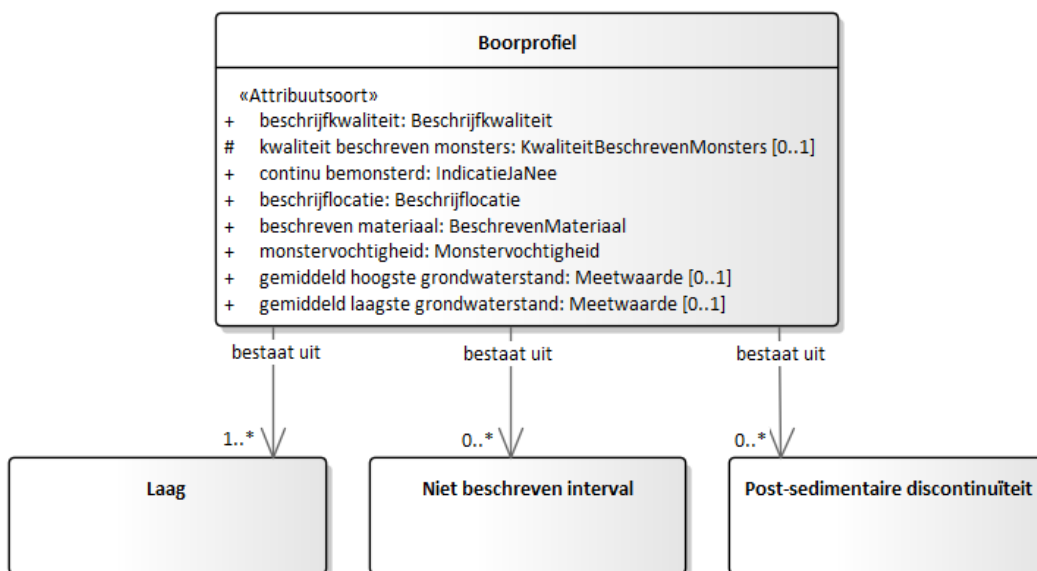 Boorprofiel
«Attribuutsoort»
+ beschrijfkwaliteit: Beschrijfkwaliteit
# kwaliteit beschreven monsters: KwaliteitBeschrevenMonsters [0..1]
+ continu bemonsterd: IndicatieJaNee
+ beschrijflocatie: Beschrijflocatie
+ beschreven materiaal: BeschrevenMateriaal
+ monstervochtigheid: Monstervochtigheid
+ gemiddeld hoogste grondwaterstand: Meetwaarde [0..1]
+ gemiddeld laagste grondwaterstand: Meetwaarde [0..1]
bestaat uit bestaat uit bestaat uit
1..* 0..* 0..*
Laag
Niet beschreven interval
Post-sedimentaire discontinuïteit